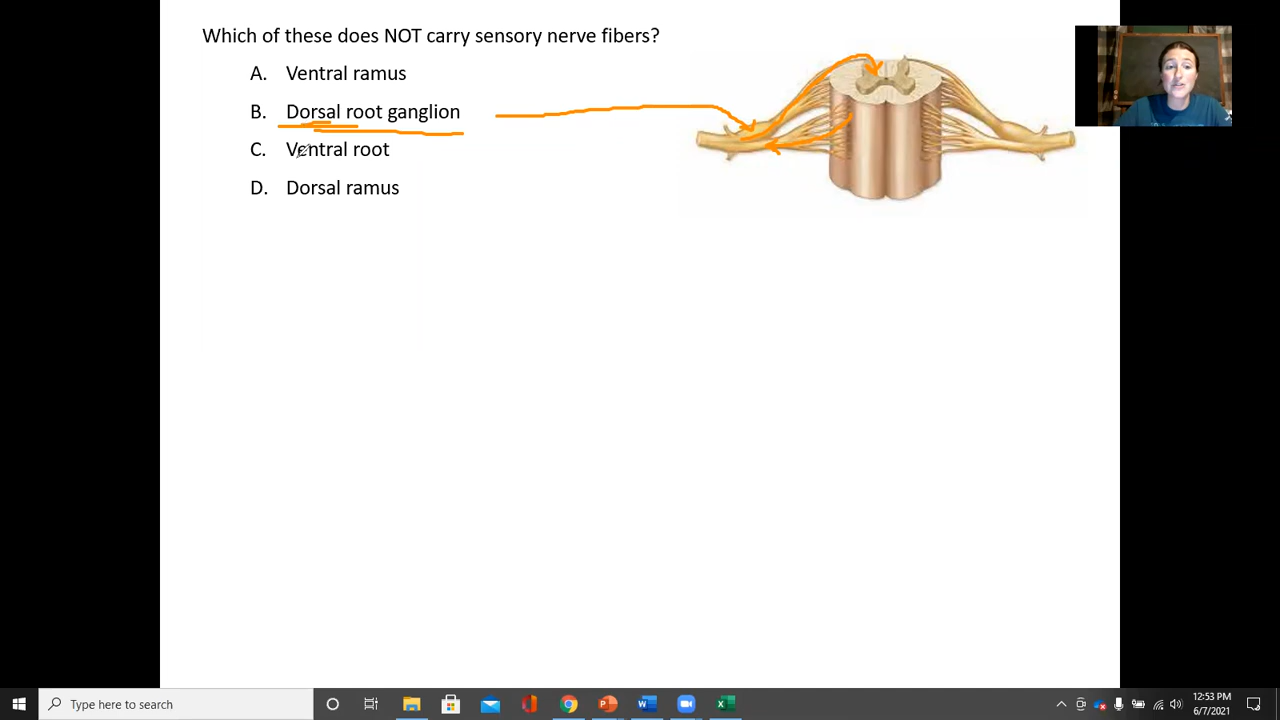 Which of these does NOT carry sensory nerve fibers?
A. Ventral ramus
B. Dorsal root ganglion
C. Ventral root
D. Dorsal ramus
Type here to search
12:53 PM
6/7/2021